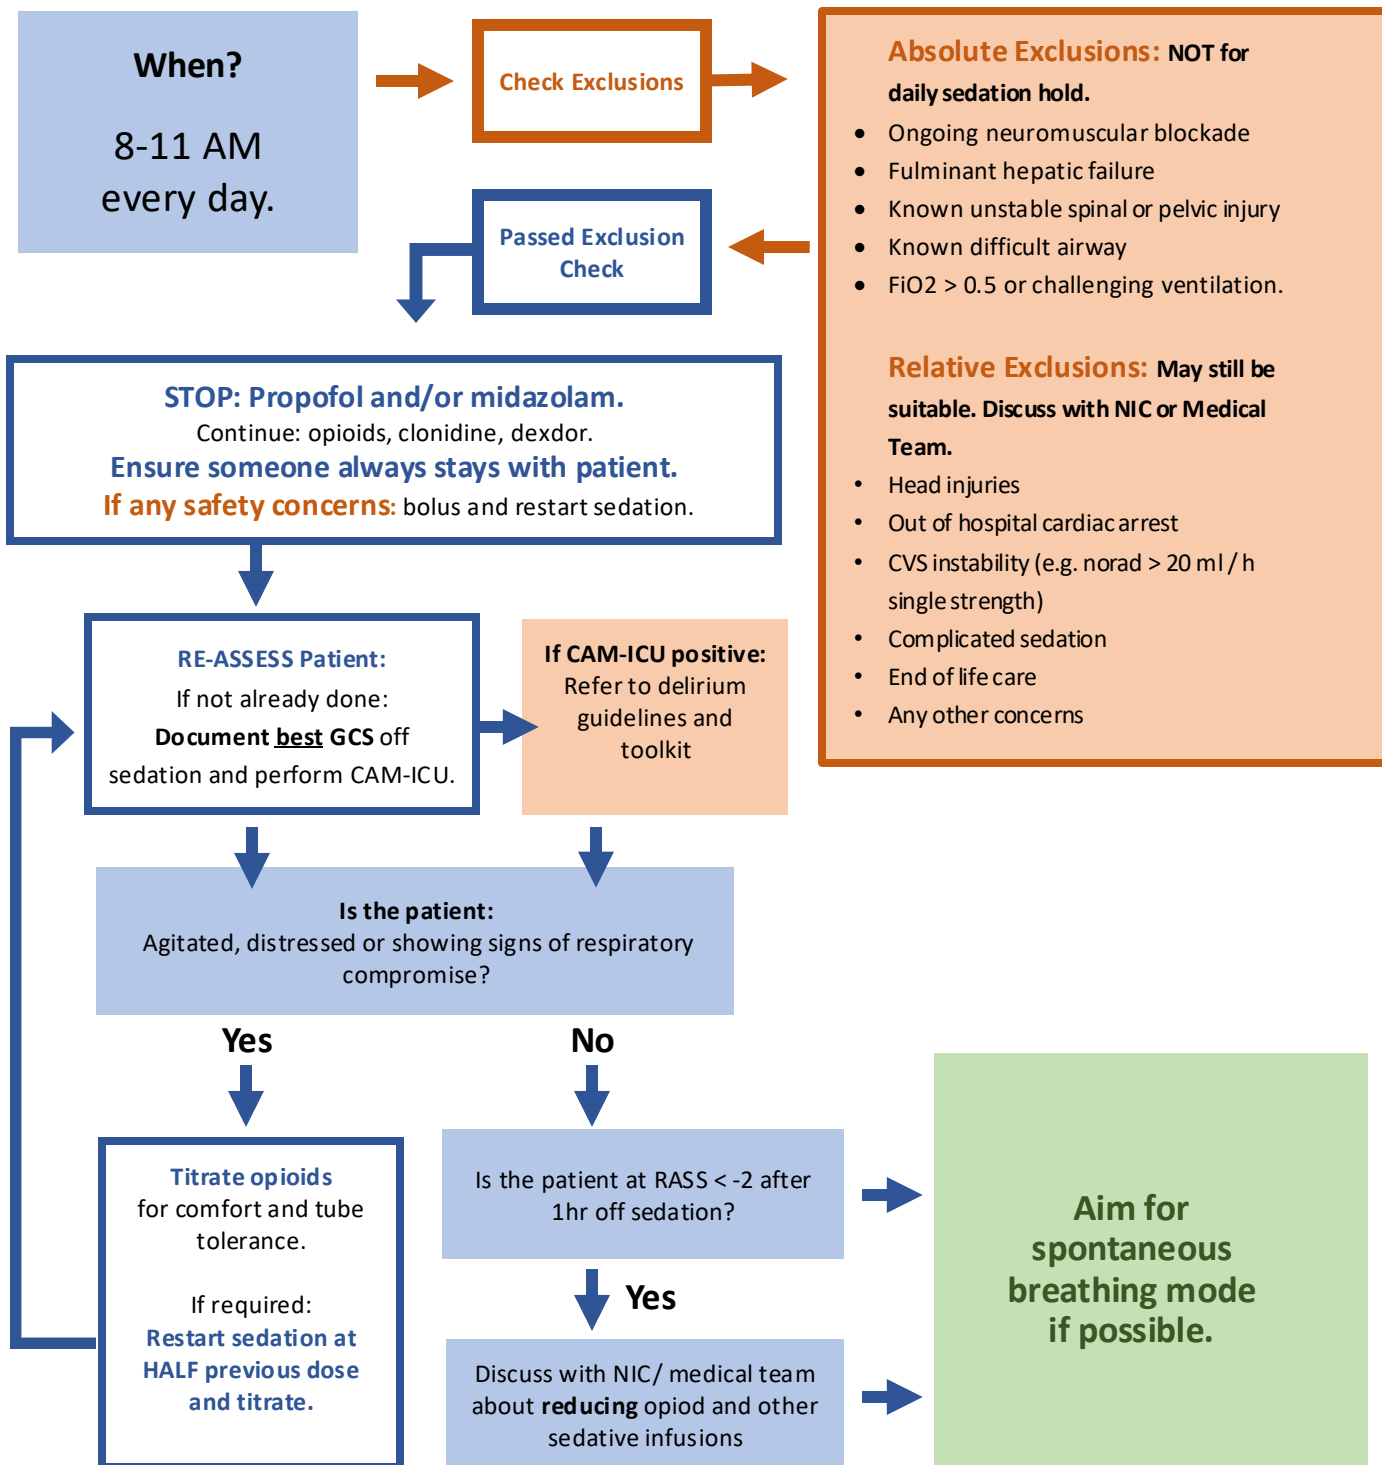 When?
8-11 AM
every day.
Check Exclusions
Absolute Exclusions: NOT for
daily sedation hold.
• Ongoing neuromuscular blockade
• Fulminant hepatic failure
• Known unstable spinal or pelvic injury
• Known difficult airway
• FiO2 > 0.5 or challenging ventilation.
Relative Exclusions: May still be
suitable. Discuss with NIC or Medical
Team.
• Head injuries
• Out of hospital cardiac arrest
• CVS instability (e.g. norad > 20 ml / h
single strength)
• Complicated sedation
• End of life care
• Any other concerns
Passed Exclusion
Check
STOP: Propofol and/or midazolam.
Continue: opioids, clonidine, dexdor.
Ensure someone always stays with patient.
If any safety concerns: bolus and restart sedation.
RE-ASSESS Patient:
If not already done:
Document best GCS off
sedation and perform CAM-ICU.
If CAM-ICU positive:
Refer to delirium
guidelines and
toolkit
Is the patient:
Agitated, distressed or showing signs of respiratory
compromise?
Yes
No
Titrate opioids
for comfort and tube
tolerance.
If required:
Restart sedation at
HALF previous dose
and titrate.
Is the patient at RASS < -2 after
1hr off sedation?
Yes
Discuss with NIC/ medical team
about reducing opiod and other
sedative infusions
Aim for
spontaneous
breathing mode
if possible.